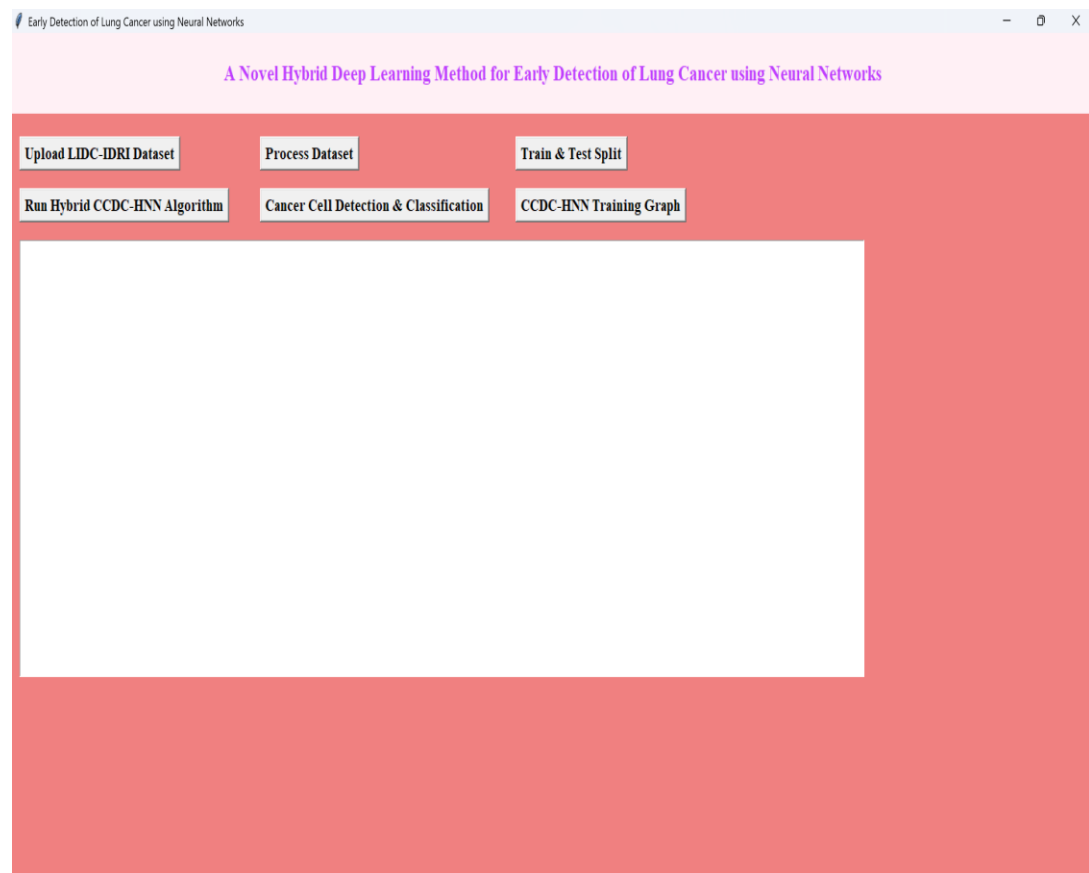 Early Detection of Lung Cancer using Neural Networks
A Novel Hybrid Deep Learning Method for Early Detection of Lung Cancer using Neural Networks
Upload LIDC-IDRI Dataset
Process Dataset
Train & Test Split
Run Hybrid CCDC-HNN Algorithm
Cancer Cell Detection & Classification
CCDC-HNN Training Graph